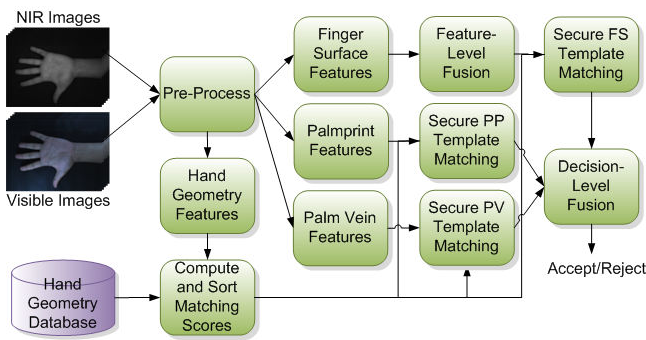 NIR Images
Visible Images
Pre-Process
Hand
Geometry
Features
Hand
Geometry
Database
Compute
and Sort
Matching
Scores
Finger
Surface
Features
Palmprint
Features
Palm Vein
Features
Feature-
Level
Fusion
Secure PP
Template
Matching
Secure PV
Template
Matching
Secure FS
Template
Matching
Decision-
Level
Fusion
Accept/Reject